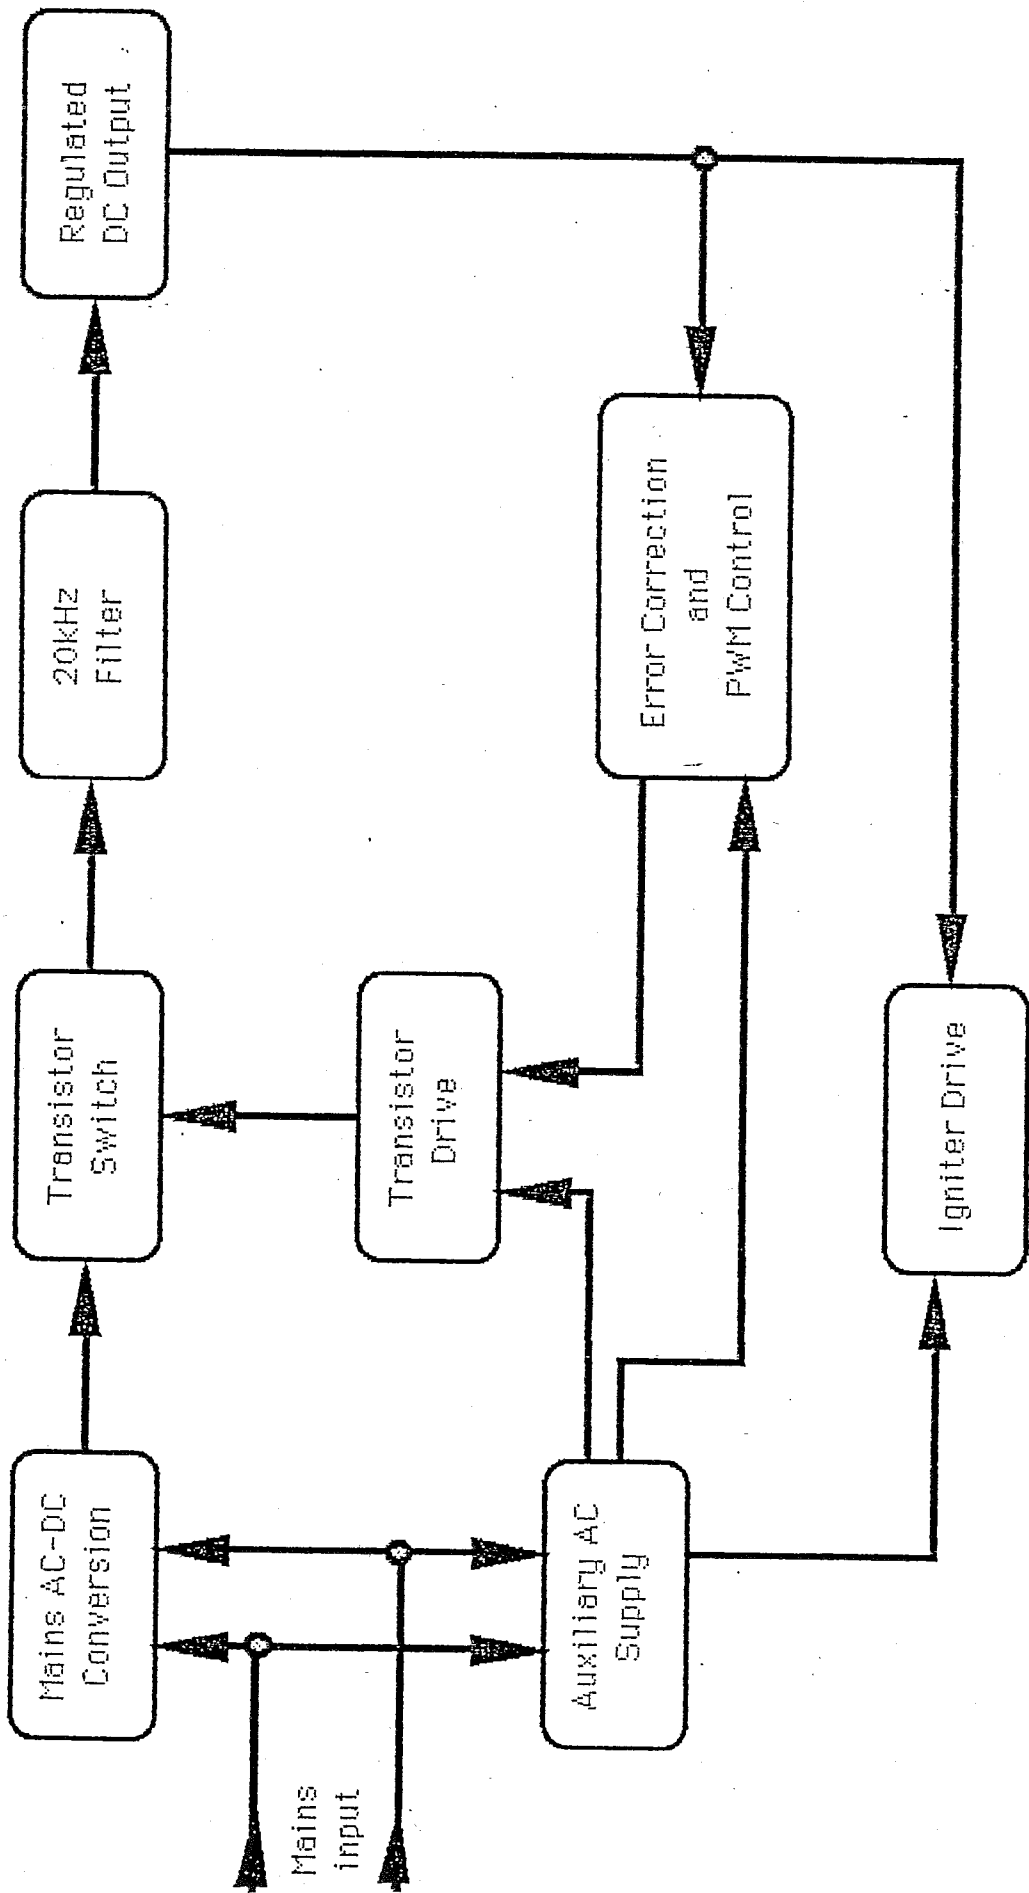 Mains AC-DC
Conversion
Transistor
Switch
20kHz
Filter
Regulated
DC Output
Mains
input
Transistor
Drive
Auxiliary AC
Supply
Error Correction
and
PWM Control
Igniter Drive